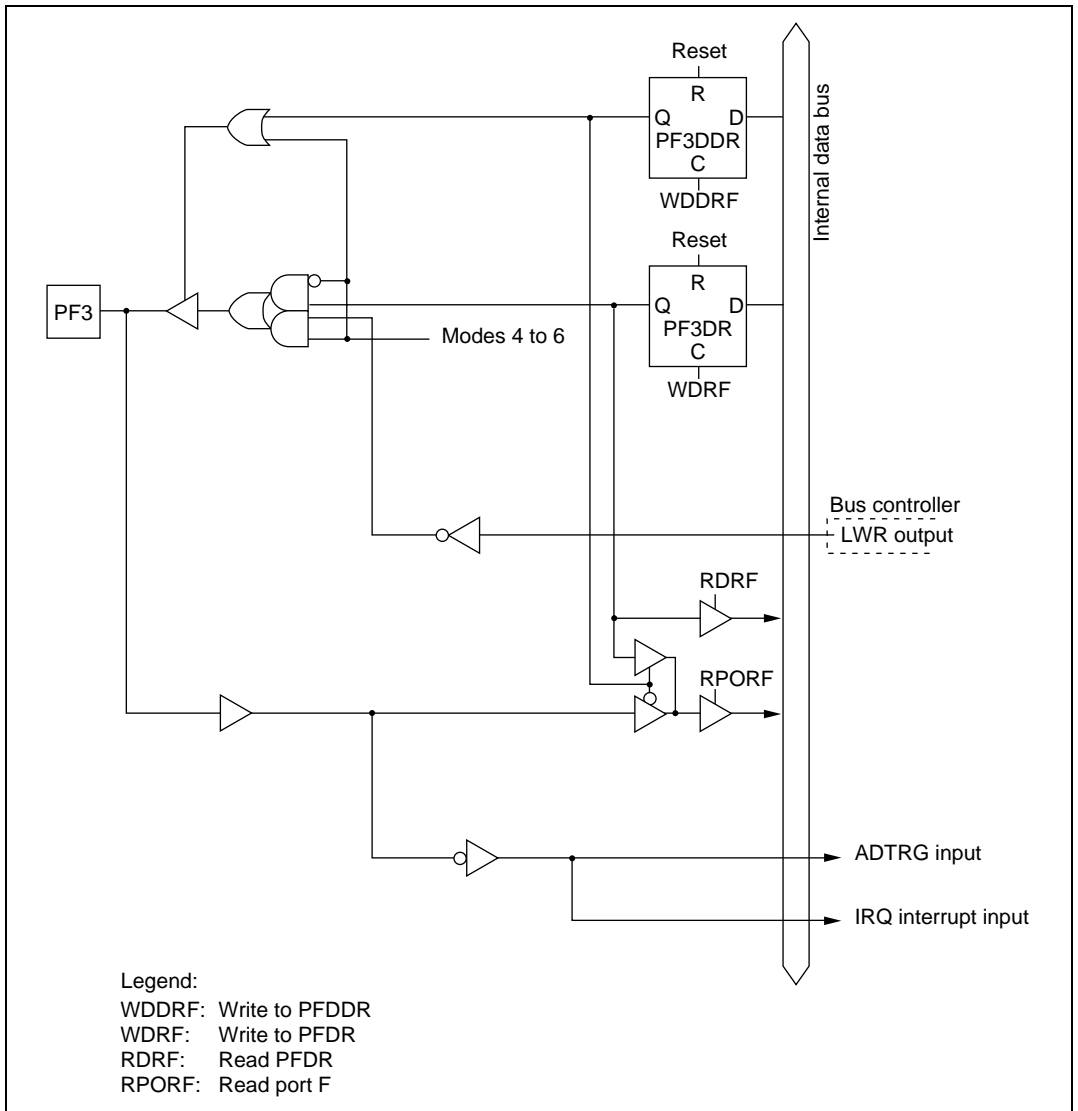 Reset
R
Q D
PF3DDR
C
WDDRF
Internal data bus
Reset
R
Q D
PF3DR
C
WDRF
PF3
Modes 4 to 6
Bus controller
LWR output
RDRF
RPORF
ADTRG input
IRQ interrupt input
Legend:
WDDRF: Write to PFDDR
WDRF: Write to PFDR
RDRF: Read PFDR
RPORF: Read port F